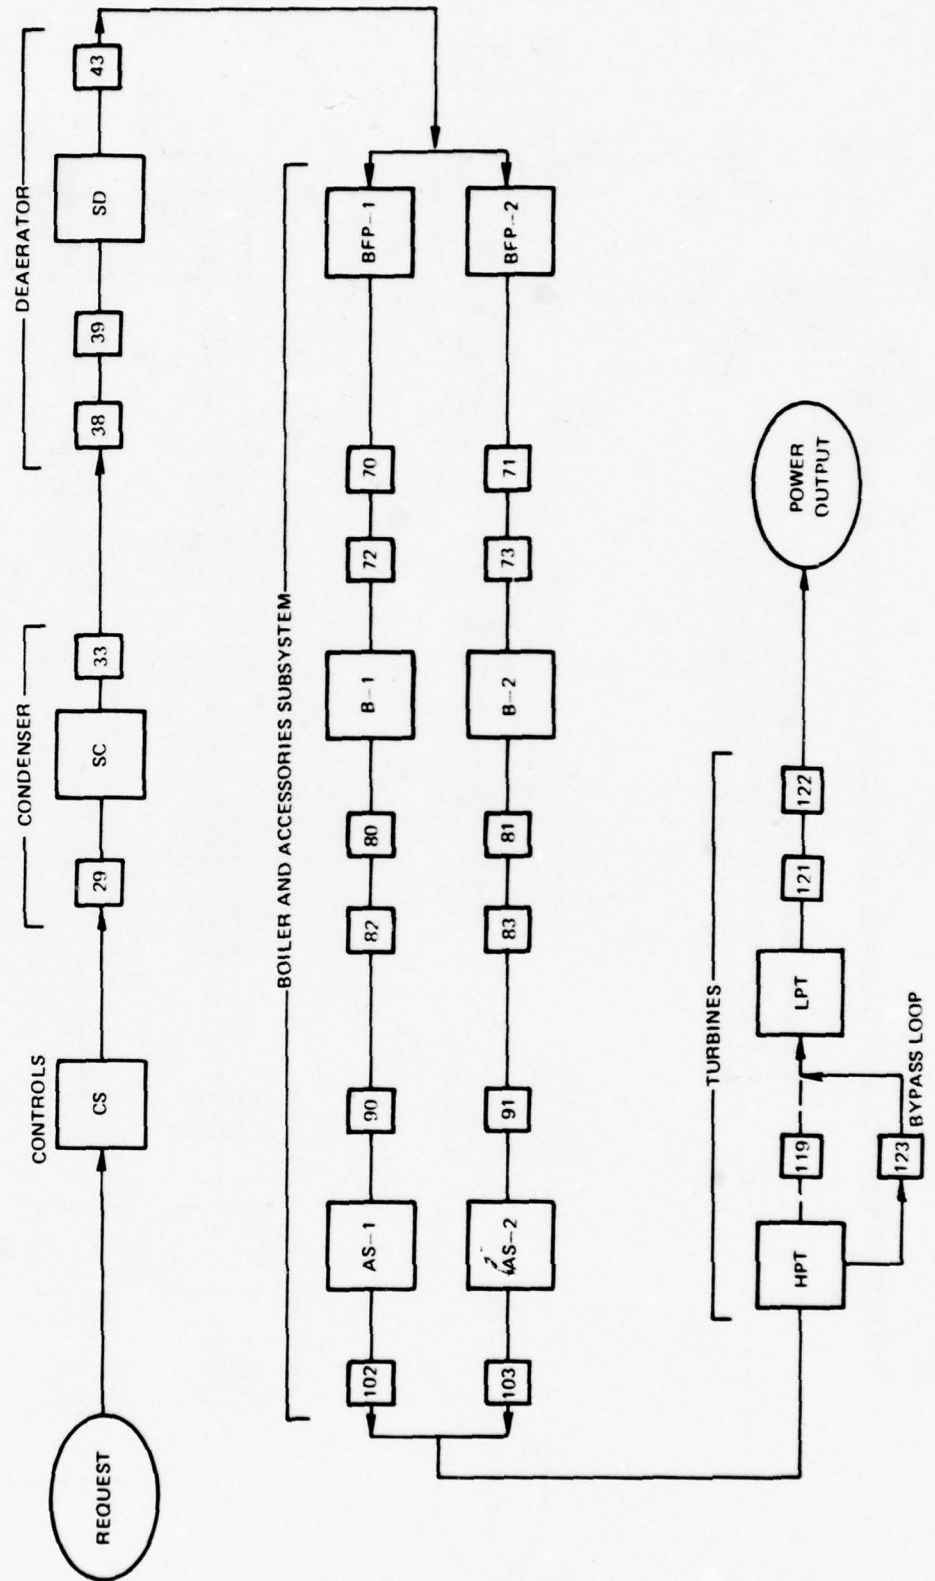 REQUEST
CONTROLS
CS
CONDENSER
29
SC
33
DEAERATOR
38
39
SD
43
BOILER AND ACCESSORIES SUBSYSTEM
102
AS-1
90
82
80
B-1
72
70
BFP-1
103
AS-2
91
83
81
B-2
73
71
BFP-2
TURBINES
HPT
119
LPT
121
122
POWER
OUTPUT
123
BYPASS LOOP